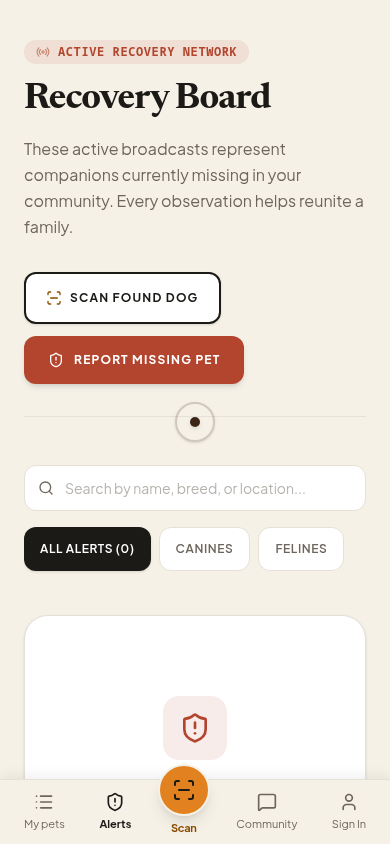 ACTIVE RECOVERY NETWORK
Recovery Board
These active broadcasts represent
companions currently missing in your
community. Every observation helps reunite a
family.
SCAN FOUND DOG
REPORT MISSING PET
Search by name, breed, or location...
ALL ALERTS (0)
CANINES
FELINES
My pets
Alerts
Scan
Community
Sign In